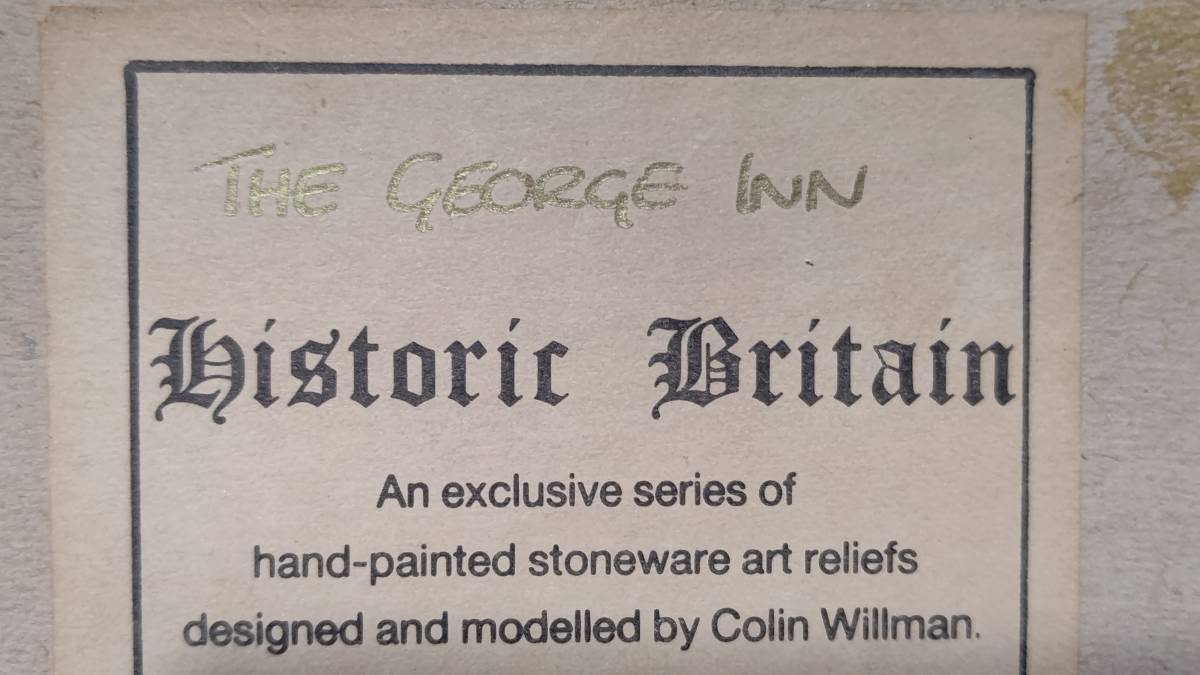 THE GEORGE INN
Historic Britain
An exclusive series of
hand-painted stoneware art reliefs
designed and modelled by Colin Willman.